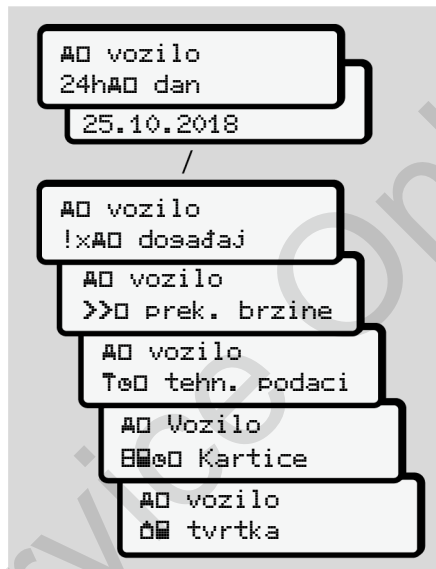 vozilo
24h dan
25.10.2018
/
vozilo
!x događaj
vozilo
>> prek. brzine
vozilo
tehn. podaci
Vozilo
Kartice
vozilo
tvrtka